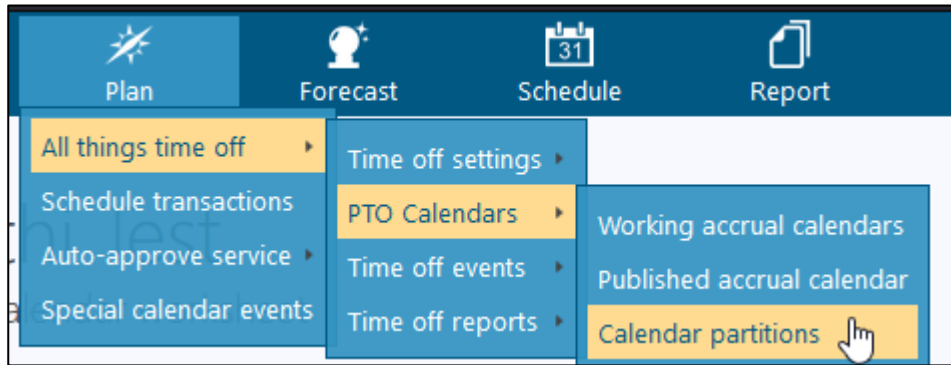 31
Plan
Forecast
Schedule
Report
All things time off
Schedule transactions
Auto-approve service
Special calendar events
Time off settings
PTO Calendars
Time off events
Time off reports
Working accrual calendars
Published accrual calendar
Calendar partitions